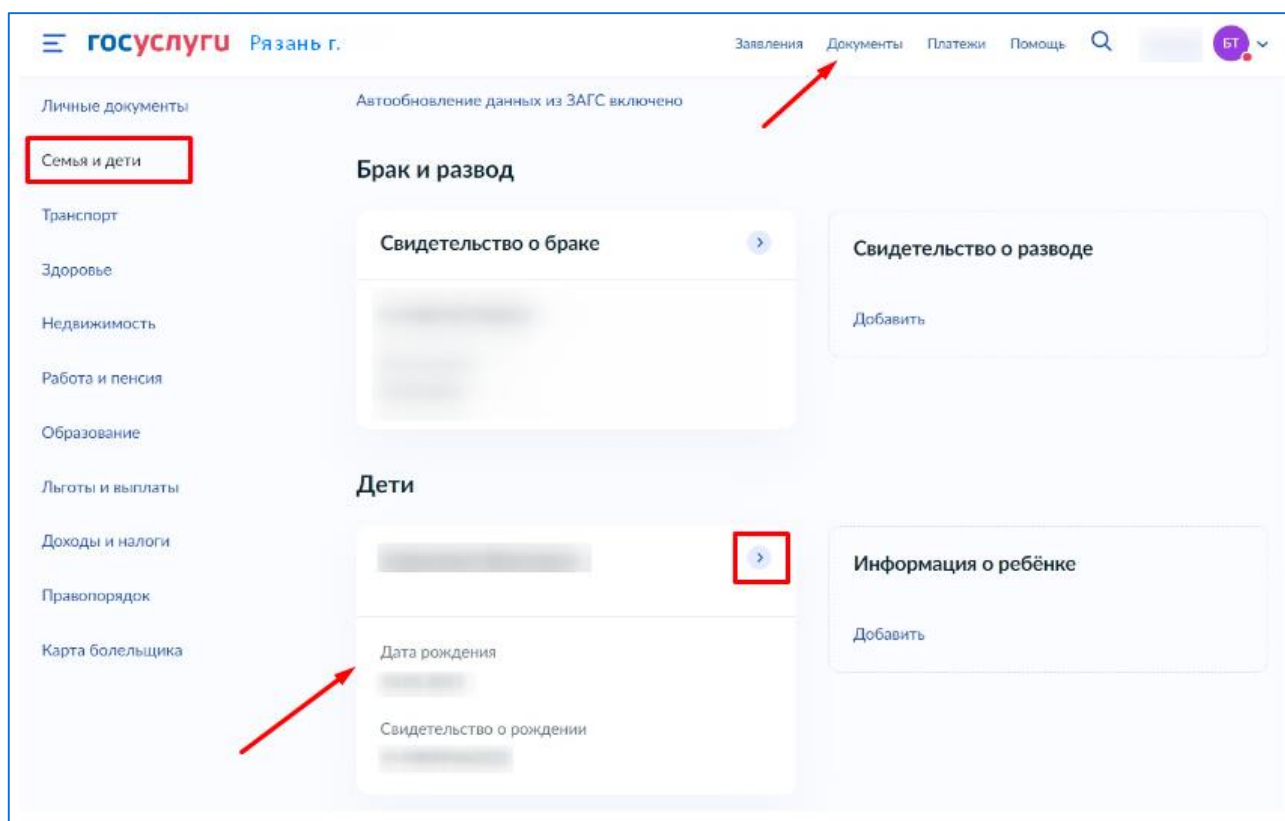 госуслуги Рязань г. Заявления Документы Платежи Помощь БТ
Личные документы
Семья и дети
Транспорт
Здоровье
Недвижимость
Работа и пенсия
Образование
Льготы и выплаты
Доходы и налоги
Правопорядок
Карта болельщика
Автообновление данных из ЗАГС включено
Брак и развод
Свидетельство о браке
Свидетельство о разводе
Добавить
Дети
Дата рождения
Свидетельство о рождении
Информация о ребёнке
Добавить